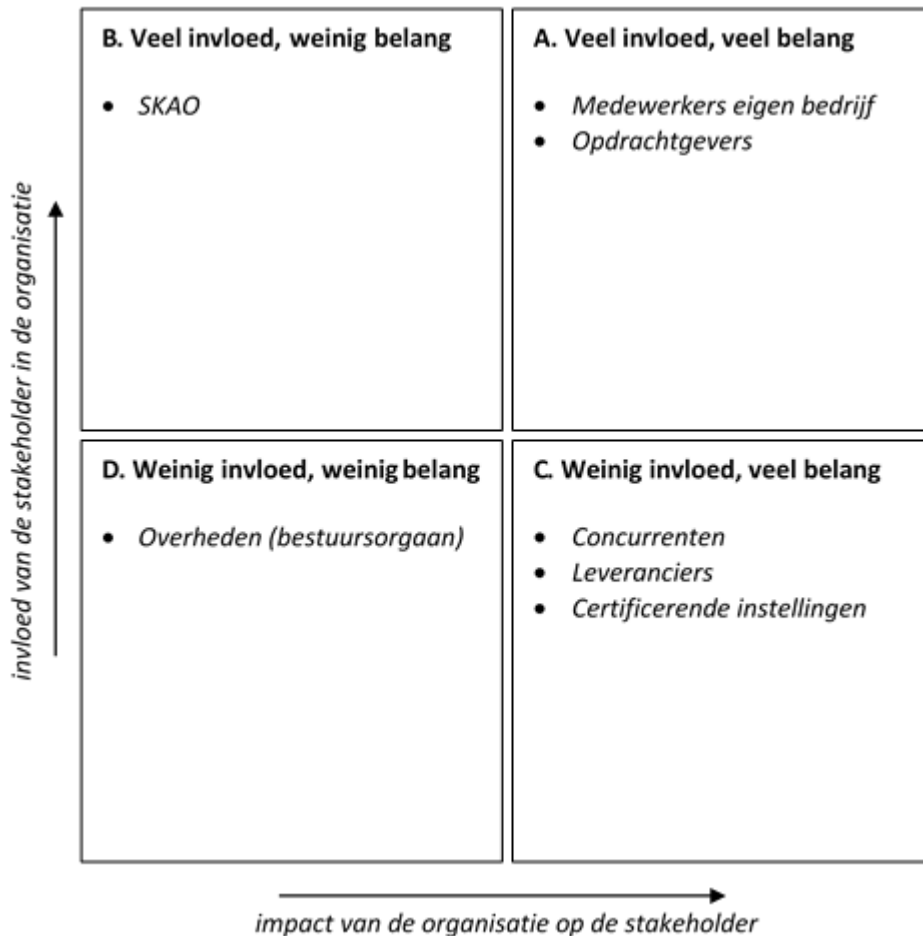 B. Veel invloed, weinig belang
• SKAO
A. Veel invloed, veel belang
• Medewerkers eigen bedrijf
• Opdrachtgevers
invloed van de stakeholder in de organisatie
D. Weinig invloed, weinig belang
• Overheden (bestuursorgaan)
C. Weinig invloed, veel belang
• Concurrenten
• Leveranciers
• Certificerende instellingen
impact van de organisatie op de stakeholder